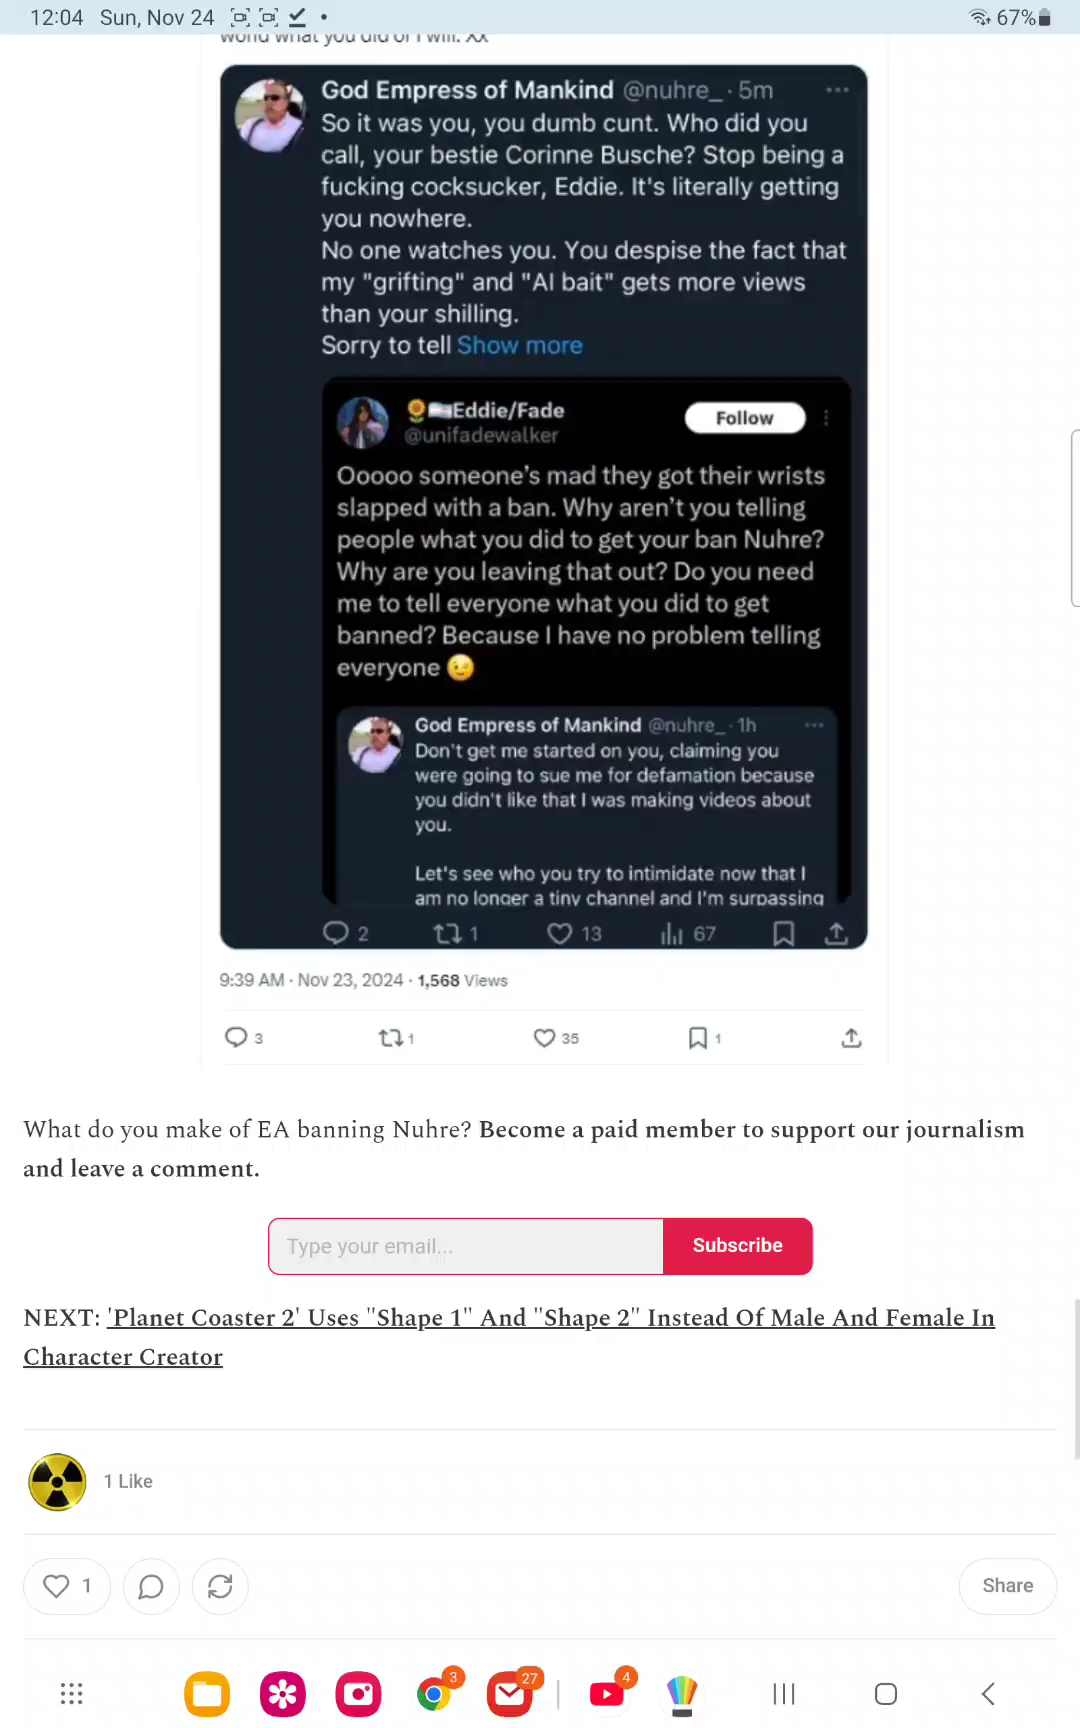 12:04 Sun, Nov 24
67%
world what you did or I will. XX
God Empress of Mankind @nuhre_ · 5m
So it was you, you dumb cunt. Who did you
call, your bestie Corinne Busche? Stop being a
fucking cocksucker, Eddie. It's literally getting
you nowhere.
No one watches you. You despise the fact that
my "grifting" and "AI bait" gets more views
than your shilling.
Sorry to tell Show more
Eddie/Fade
Follow
@unifadewalker
Ooooo someone's mad they got their wrists
slapped with a ban. Why aren't you telling
people what you did to get your ban Nuhre?
Why are you leaving that out? Do you need
me to tell everyone what you did to get
banned? Because I have no problem telling
everyone 😉
God Empress of Mankind @nuhre_ · 1h
Don't get me started on you, claiming you
were going to sue me for defamation because
you didn't like that I was making videos about
you.
Let's see who you try to intimidate now that I
am no longer a tiny channel and I'm surpassing
2 1 13 67
9:39 AM · Nov 23, 2024 · 1,568 Views
3 1 35 1
What do you make of EA banning Nuhre? Become a paid member to support our journalism
and leave a comment.
Type your email...
Subscribe
NEXT: 'Planet Coaster 2' Uses "Shape 1" And "Shape 2" Instead Of Male And Female In
Character Creator
1 Like
1
Share
3 27 4